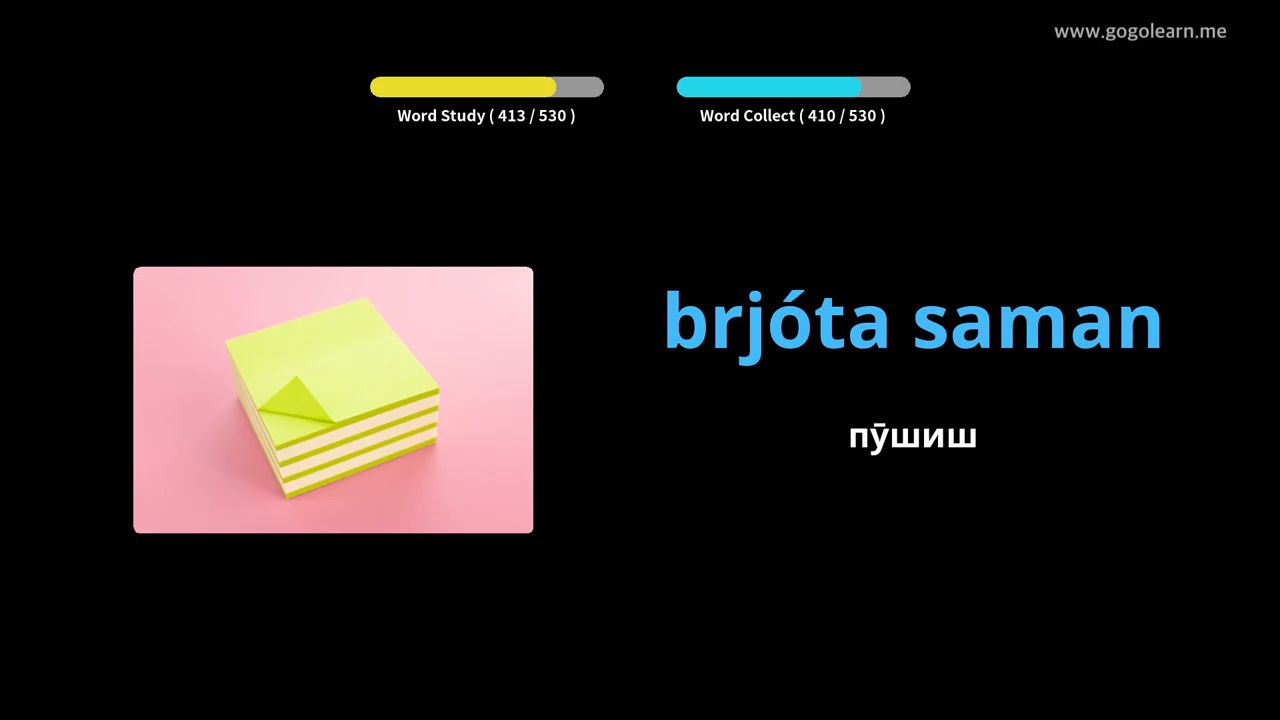 www.gogolearn.me
Word Study ( 413 / 530 )
Word Collect ( 410 / 530 )
brjóta saman
пӯшиш